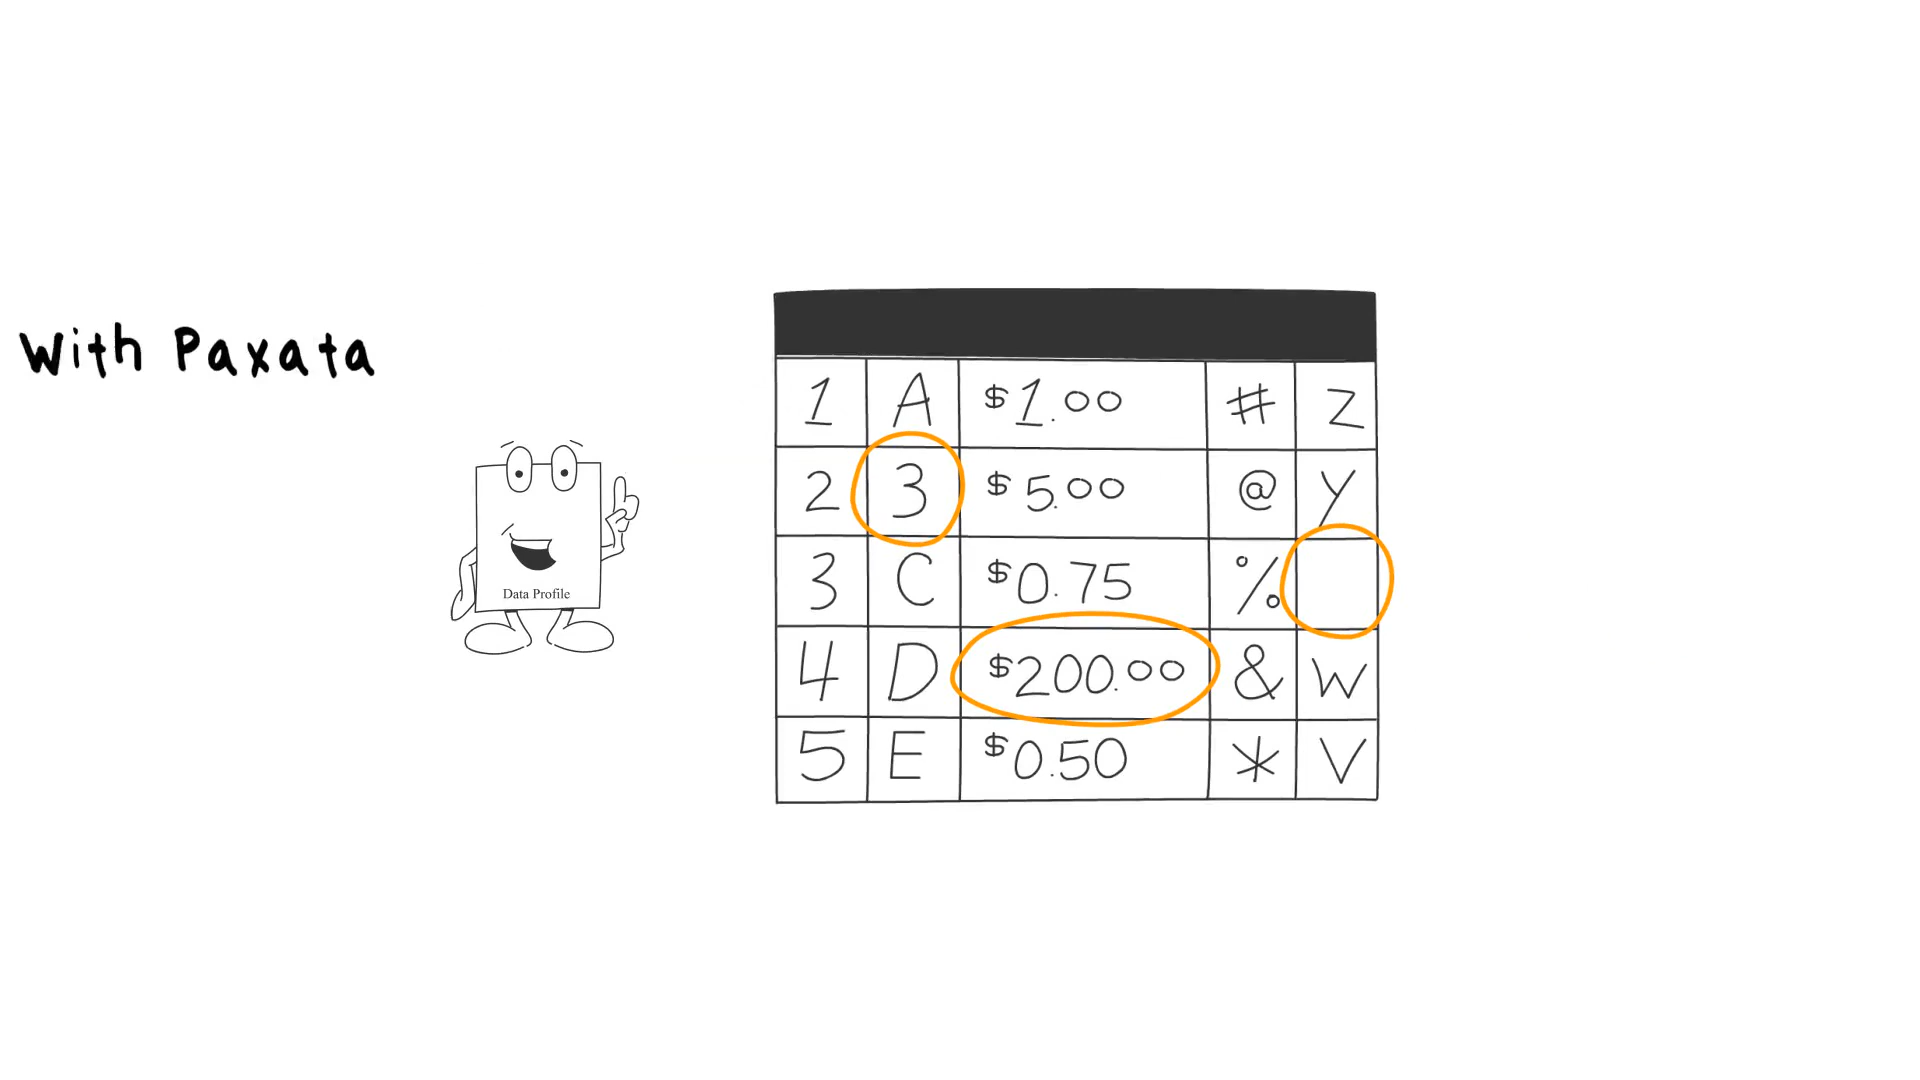 With Paxata
Data Profile
1 A $1.00 # Z
2 3 $5.00 @ y
3 C $0.75 %
4 D $200.00 & W
5 E $0.50 * V